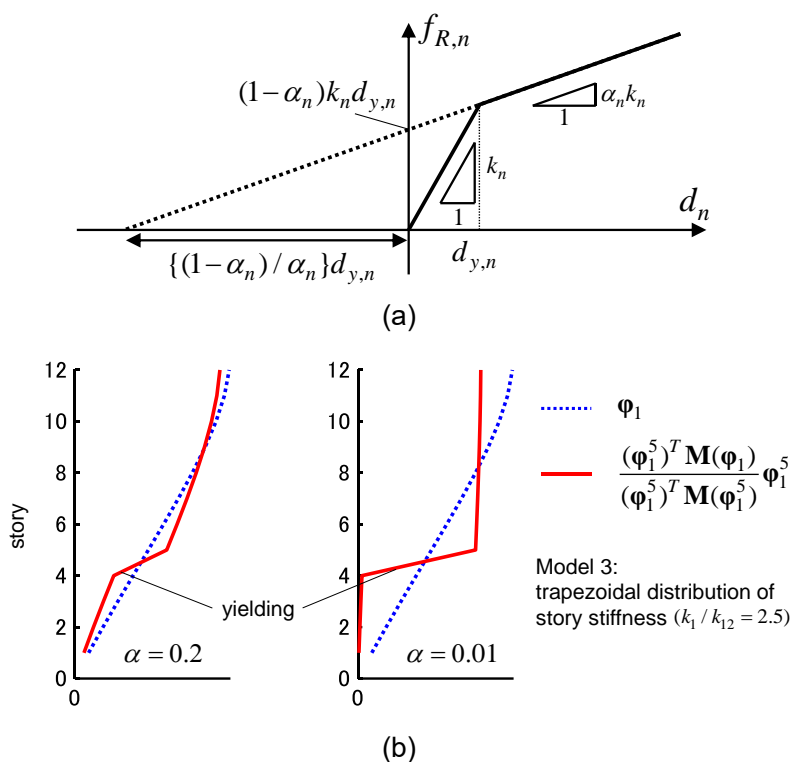 f_{R,n}
(1−α_n)k_n d_{y,n}
α_n k_n
1
k_n
1
d_n
{(1−α_n)/α_n}d_{y,n}
d_{y,n}
(a)
12
10
8
6
4
2
0
story
0
α = 0.2
yielding
12
10
8
6
4
2
0
0
α = 0.01
φ_1
(φ_1^5)^T M(φ_1)
(φ_1^5)^T M(φ_1^5)
φ_1^5
Model 3:
trapezoidal distribution of
story stiffness (k_1 / k_{12} = 2.5)
(b)